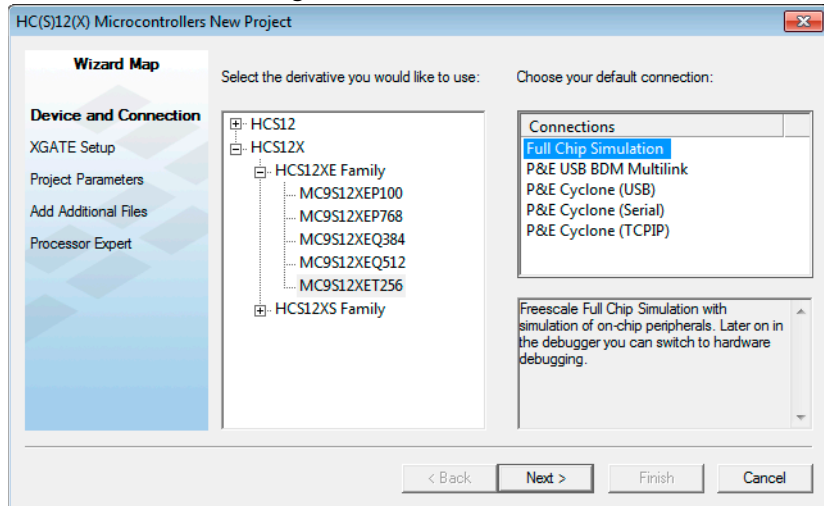 HC(S)12(X) Microcontrollers New Project
Wizard Map
Device and Connection
XGATE Setup
Project Parameters
Add Additional Files
Processor Expert
Select the derivative you would like to use:
HCS12
HCS12X
HCS12XE Family
MC9S12XEP100
MC9S12XEP768
MC9S12XEQ384
MC9S12XEQ512
MC9S12XET256
HCS12XS Family
Choose your default connection:
Connections
Full Chip Simulation
P&E USB BDM Multilink
P&E Cyclone (USB)
P&E Cyclone (Serial)
P&E Cyclone (TCPIP)
Freescale Full Chip Simulation with
simulation of on-chip peripherals. Later on in
the debugger you can switch to hardware
debugging.
< Back
Next >
Finish
Cancel